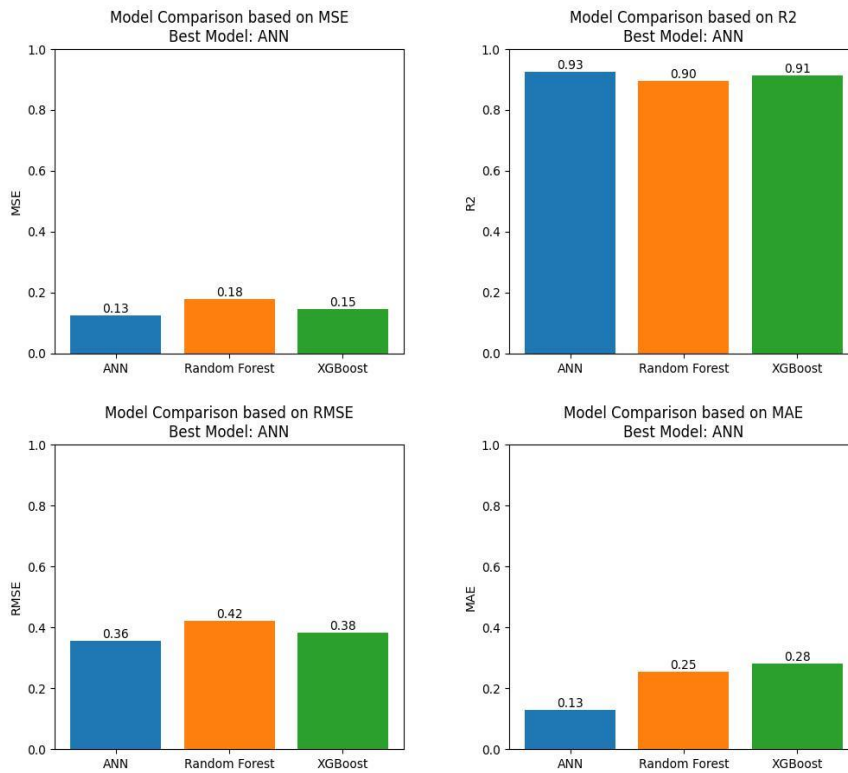 Model Comparison based on MSE
Best Model: ANN
1.0
0.8
0.6
0.4
0.2
0.0
MSE
0.13
0.18
0.15
ANN
Random Forest
XGBoost
Model Comparison based on R2
Best Model: ANN
1.0
0.8
0.6
0.4
0.2
0.0
R2
0.93
0.90
0.91
ANN
Random Forest
XGBoost
Model Comparison based on RMSE
Best Model: ANN
1.0
0.8
0.6
0.4
0.2
0.0
RMSE
0.36
0.42
0.38
ANN
Random Forest
XGBoost
Model Comparison based on MAE
Best Model: ANN
1.0
0.8
0.6
0.4
0.2
0.0
MAE
0.13
0.25
0.28
ANN
Random Forest
XGBoost